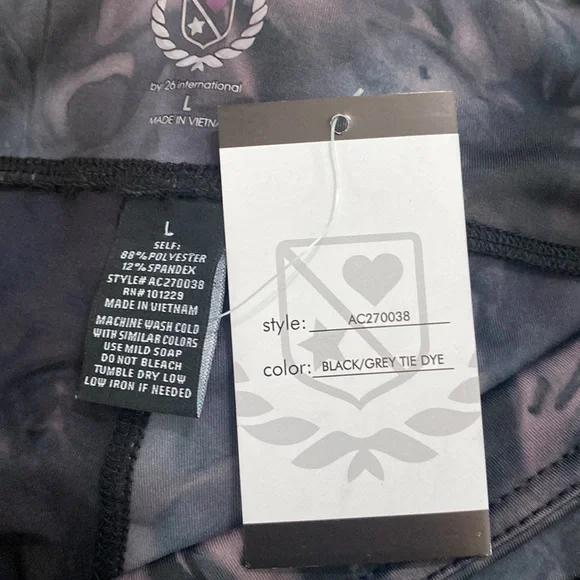 by 26 international
L
MADE IN VIETNA
L
SELF:
88%POLYESTER
12%SPANDEX
STYLE# AC270038
RN#101229
MADE IN VIETNAM
MACHINE WASH COLD
WITH SIMILAR COLORS
USE MILD SOAP
DO NOT BLEACH
TUMBLE DRY LOW
LOW IRON IF NEEDED
style: AC270038
color: BLACK/GREY TIE DYE